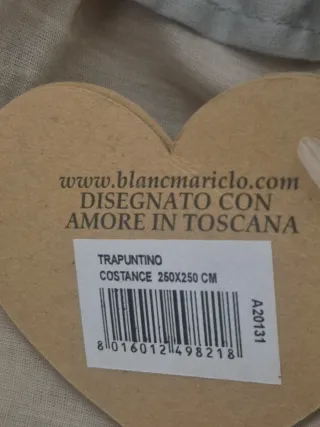 www.blancmariclo.com
DISEGNATO CON
AMORE IN TOSCANA
TRAPUNTINO
COSTANCE 250X250 CM
A20131
8 016012 498218